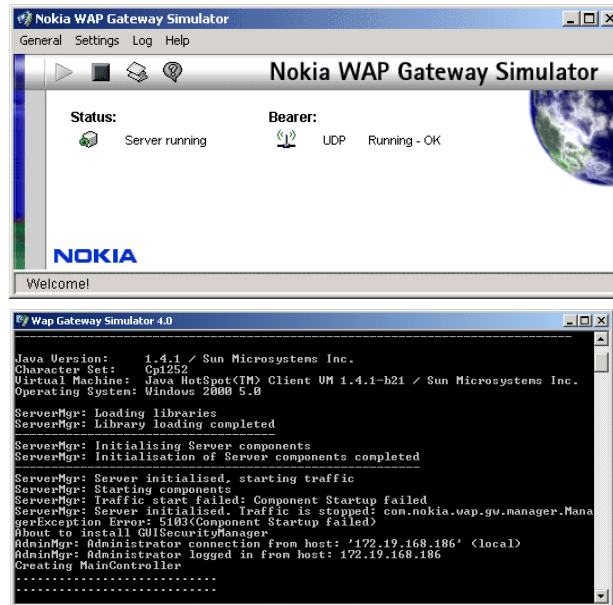 Nokia WAP Gateway Simulator
General Settings Log Help
Nokia WAP Gateway Simulator
Status: Bearer:
Server running UDP Running - OK
NOKIA
Welcome!
Wap Gateway Simulator 4.0
Java Version: 1.4.1 / Sun Microsystems Inc.
Character Set: Cp1252
Virtual Machine: Java HotSpot(TM) Client VM 1.4.1-b21 / Sun Microsystems Inc.
Operating System: Windows 2000 5.0
ServerMgr: Loading libraries
ServerMgr: Library loading completed
ServerMgr: Initialising Server components
ServerMgr: Initialisation of Server components completed
ServerMgr: Server initialised, starting traffic
ServerMgr: Starting components
ServerMgr: Traffic start failed: Component Startup failed
ServerMgr: Server initialised. Traffic is stopped: com.nokia.wap.gw.manager.Mana
gerException Error: 5103(Component Startup failed)
About to install GUISecurityManager
AdminMgr: Administrator connection from host: '172.19.168.186' (local)
AdminMgr: Administrator logged in from host: 172.19.168.186
Creating MainController